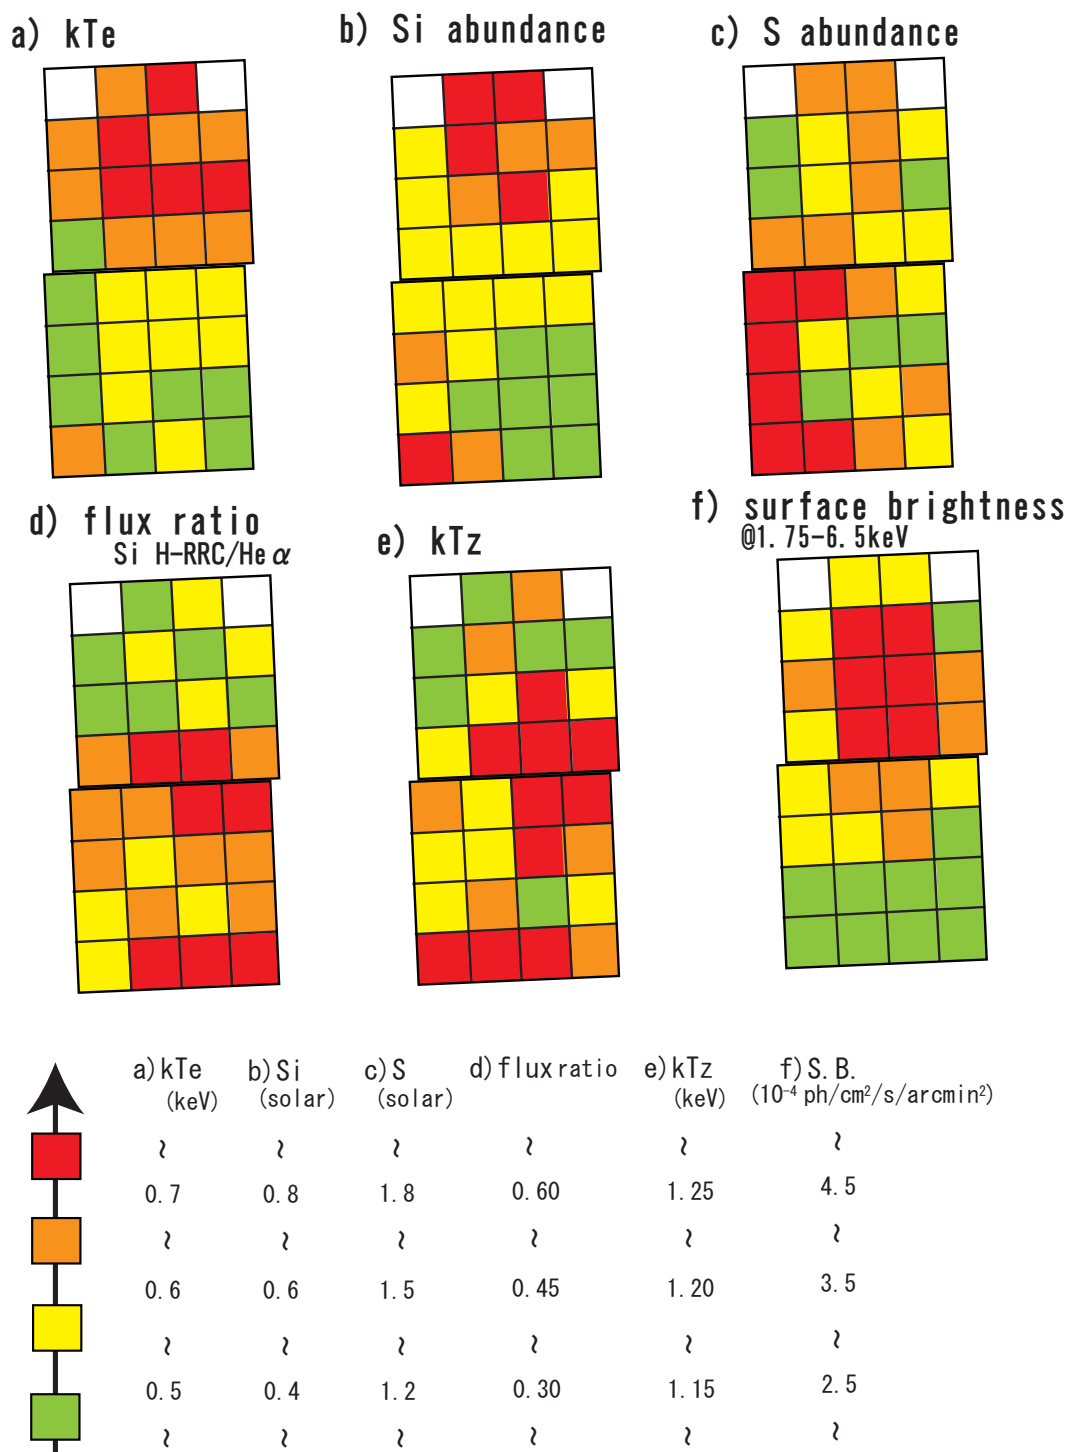 a) kTe
b) Si abundance
c) S abundance
d) flux ratio
Si H-RRC/He α
e) kTz
f) surface brightness
@1.75-6.5keV
a)kTe b)Si c)S d)flux ratio e)kTz f)S.B.
(keV) (solar) (solar) (keV) (10⁻⁴ ph/cm²/s/arcmin²)
~ ~ ~ ~ ~ ~
0.7 0.8 1.8 0.60 1.25 4.5
~ ~ ~ ~ ~ ~
0.6 0.6 1.5 0.45 1.20 3.5
~ ~ ~ ~ ~ ~
0.5 0.4 1.2 0.30 1.15 2.5
~ ~ ~ ~ ~ ~